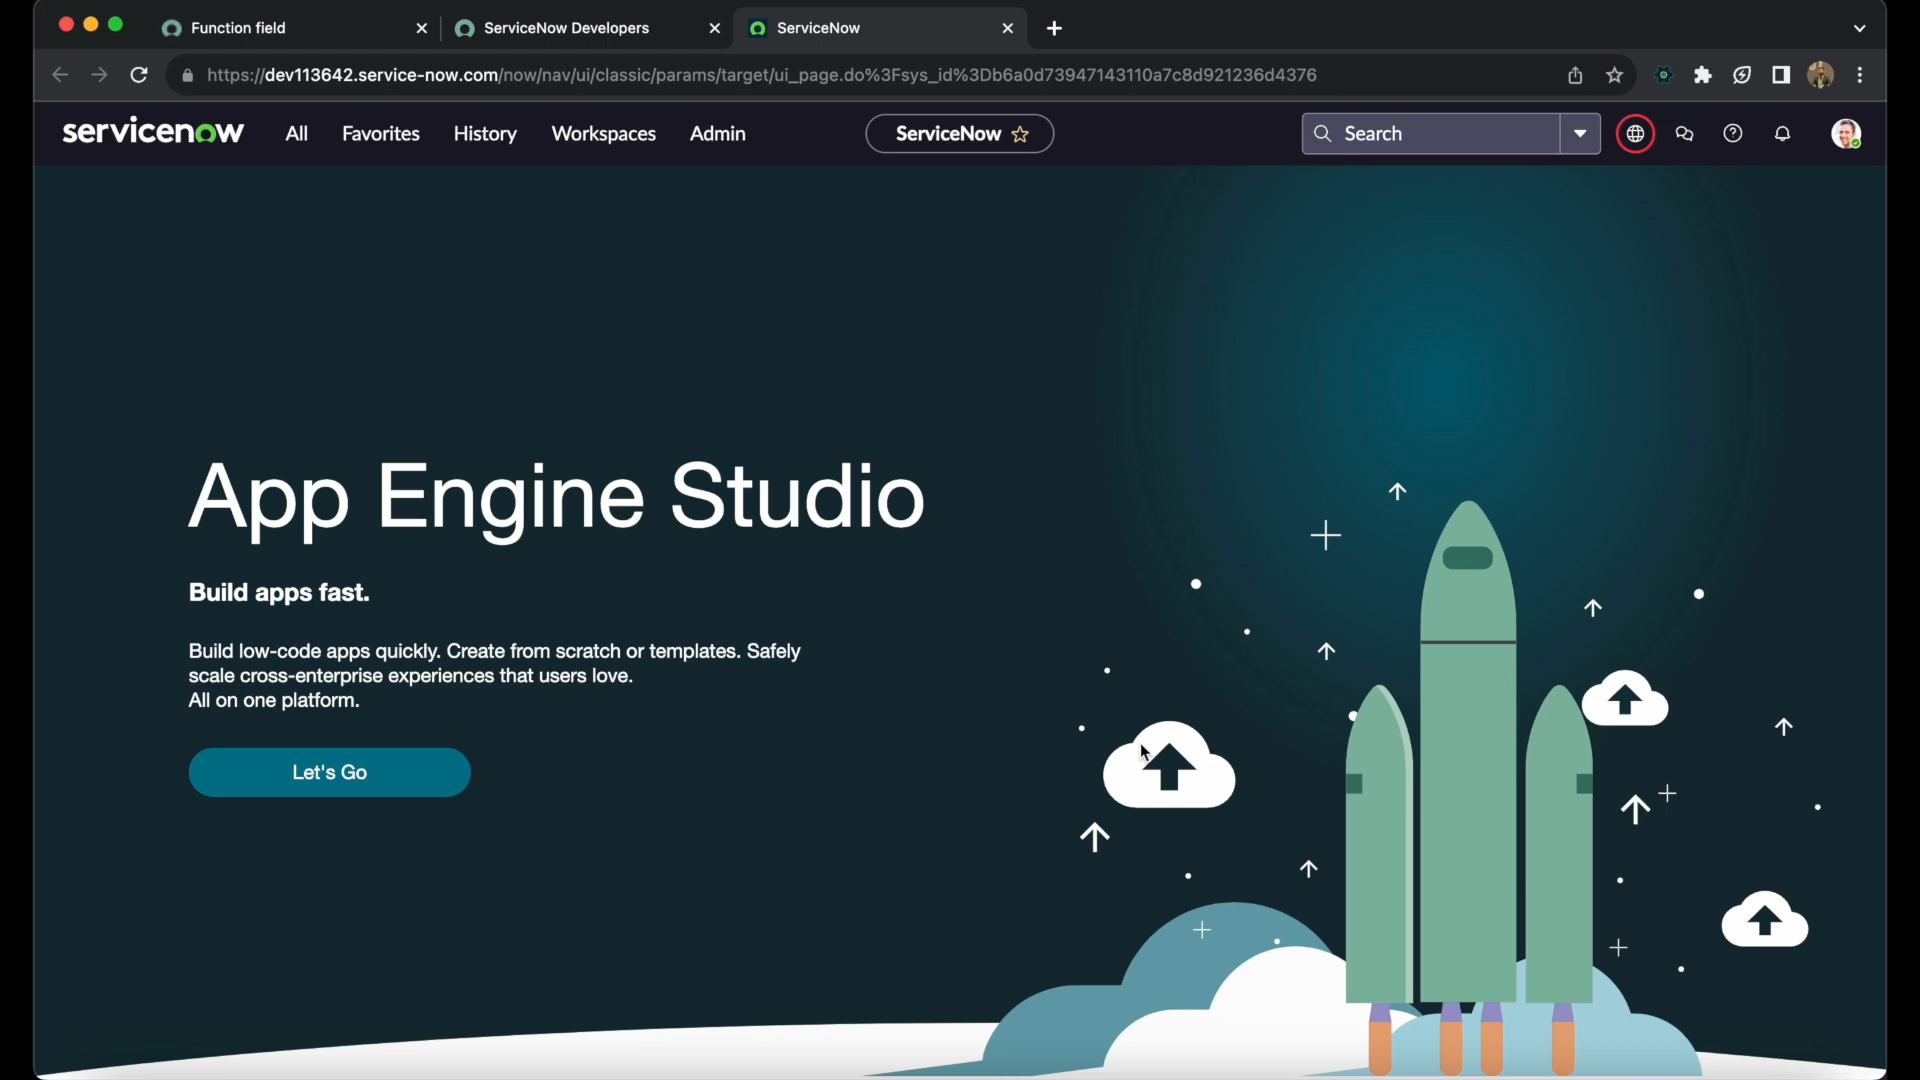 Function field
ServiceNow Developers
ServiceNow
https://dev113642.service-now.com/now/nav/ui/classic/params/target/ui_page.do%3Fsys_id%3Db6a0d73947143110a7c8d921236d4376
servicenow
All
Favorites
History
Workspaces
Admin
ServiceNow
Search
App Engine Studio
Build apps fast.
Build low-code apps quickly. Create from scratch or templates. Safely
scale cross-enterprise experiences that users love.
All on one platform.
Let's Go